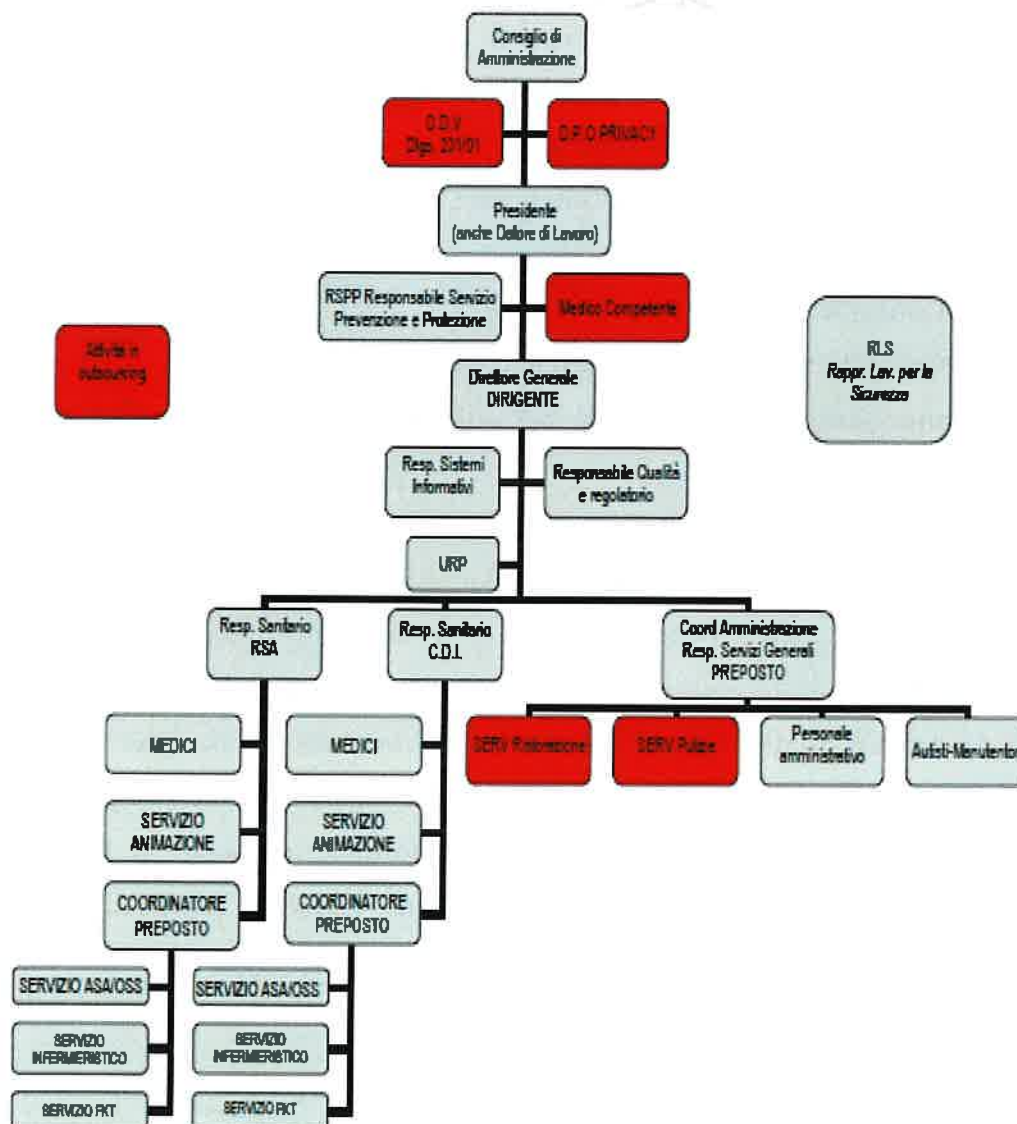 Consiglio di
Amministrazione
O.D.V
Dlgs. 231/01
D.P.O PRIVACY
Presidente
(anche Datore di Lavoro)
RSPP Responsabile Servizio
Prevenzione e Protezione
Medico Competente
Attività in
outsourcing
RLS
Rappr. Lav. per la
Sicurezza
Direttore Generale
DIRIGENTE
Resp. Sistemi
Informativi
Responsabile Qualità
e regolatorio
URP
Resp. Sanitario
RSA
Resp. Sanitario
C.D.I.
Coord Amministrazione
Resp. Servizi Generali
PREPOSTO
MEDICI
MEDICI
SERV Ristorazione
SERV Pulizie
Personale
amministrativo
Autisti-Manutentor
SERVIZIO
ANIMAZIONE
SERVIZIO
ANIMAZIONE
COORDINATORE
PREPOSTO
COORDINATORE
PREPOSTO
SERVIZIO ASA/OSS
SERVIZIO ASA/OSS
SERVIZIO
INFERMIERISTICO
SERVIZIO
INFERMIERISTICO
SERVIZIO FKT
SERVIZIO FKT